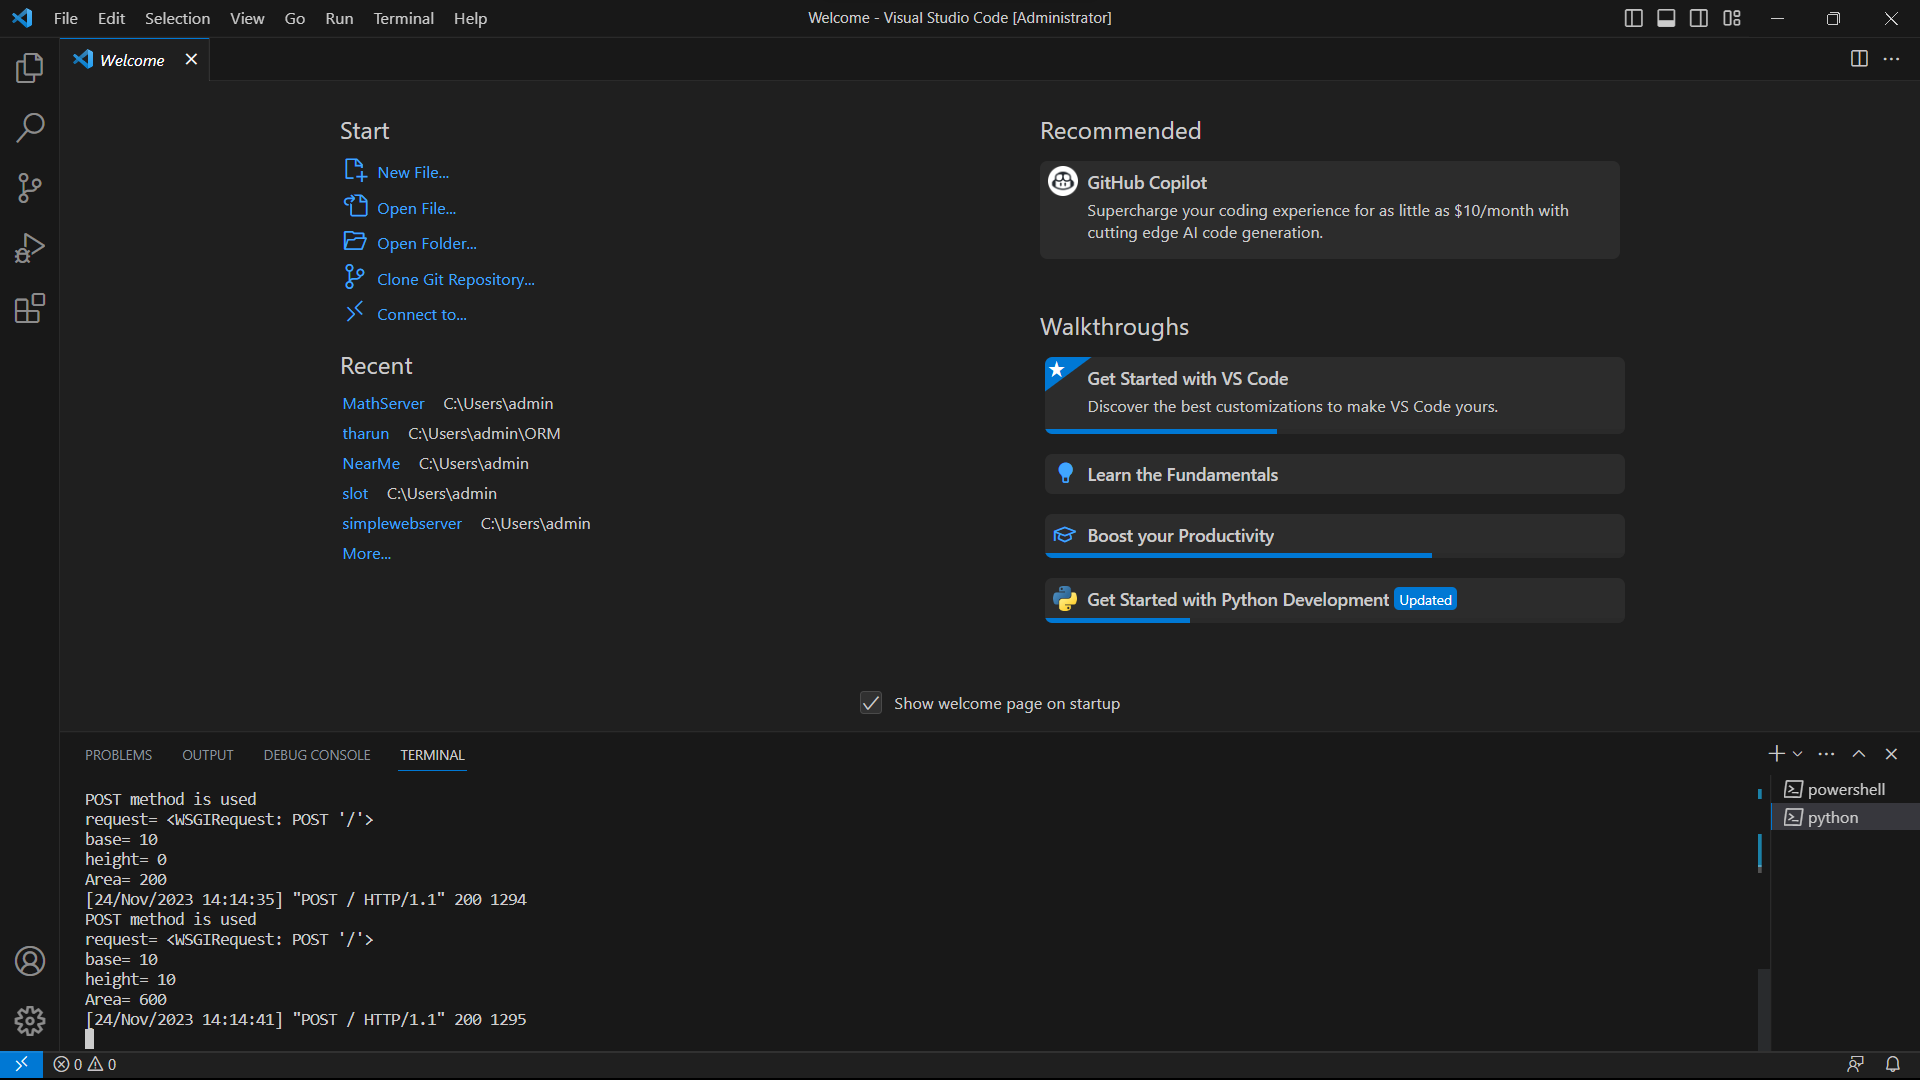 File Edit Selection View Go Run Terminal Help
Welcome - Visual Studio Code [Administrator]
Welcome
Start
New File...
Open File...
Open Folder...
Clone Git Repository...
Connect to...
Recent
MathServer C:\Users\admin
tharun C:\Users\admin\ORM
NearMe C:\Users\admin
slot C:\Users\admin
simplewebserver C:\Users\admin
More...
Recommended
GitHub Copilot
Supercharge your coding experience for as little as $10/month with
cutting edge AI code generation.
Walkthroughs
Get Started with VS Code
Discover the best customizations to make VS Code yours.
Learn the Fundamentals
Boost your Productivity
Get Started with Python Development Updated
Show welcome page on startup
PROBLEMS OUTPUT DEBUG CONSOLE TERMINAL
POST method is used
request= <WSGIRequest: POST '/'>
base= 10
height= 0
Area= 200
[24/Nov/2023 14:14:35] "POST / HTTP/1.1" 200 1294
POST method is used
request= <WSGIRequest: POST '/'>
base= 10
height= 10
Area= 600
[24/Nov/2023 14:14:41] "POST / HTTP/1.1" 200 1295
powershell
python
0 0